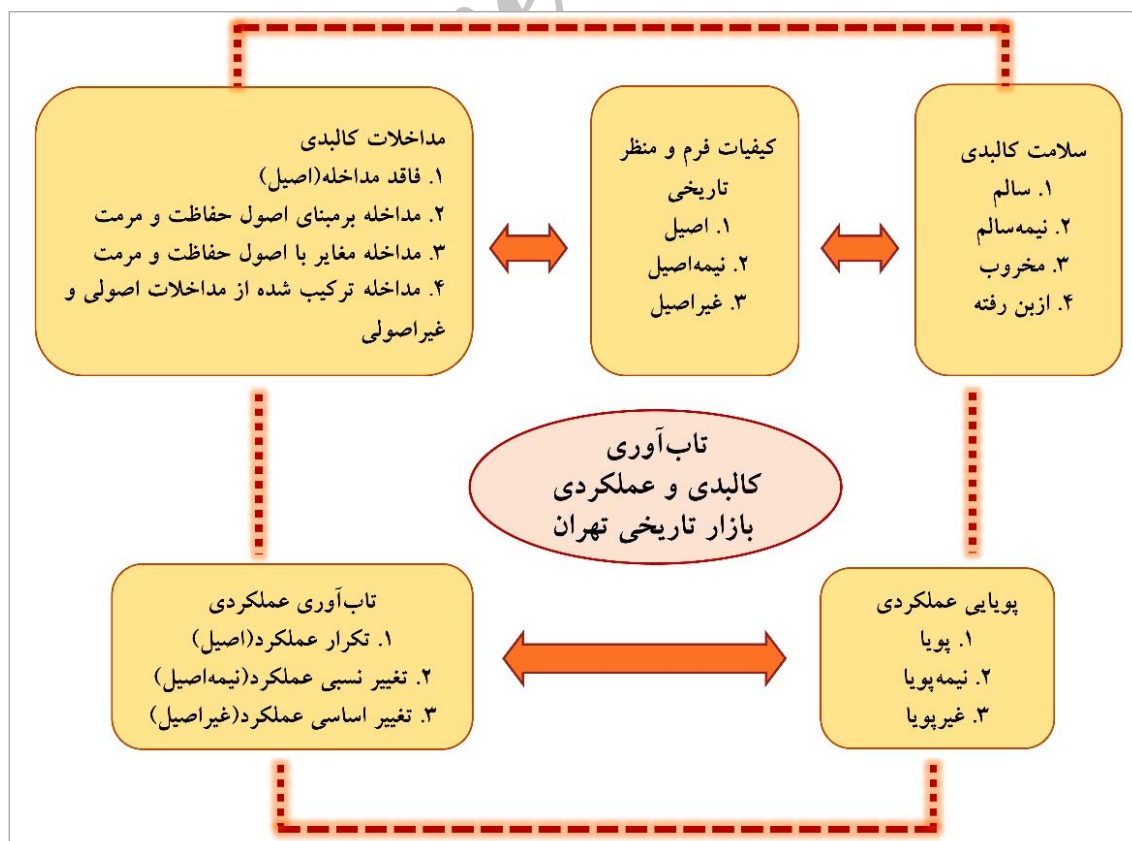 سلامت کالبدی
۱. سالم
۲. نیمه‌سالم
۳. مخروب
۴. ازبن رفته
کیفیات فرم و منظر
تاریخی
۱. اصیل
۲. نیمه‌اصیل
۳. غیراصیل
مداخلات کالبدی
۱. فاقد مداخله(اصیل)
۲. مداخله برمبنای اصول حفاظت و مرمت
۳. مداخله مغایر با اصول حفاظت و مرمت
۴. مداخله ترکیب شده از مداخلات اصولی و
غیراصولی
تاب‌آوری
کالبدی و عملکردی
بازار تاریخی تهران
پویایی عملکردی
۱. پویا
۲. نیمه‌پویا
۳. غیرپویا
تاب‌آوری عملکردی
۱. تکرار عملکرد(اصیل)
۲. تغییر نسبی عملکرد(نیمه‌اصیل)
۳. تغییر اساسی عملکرد(غیراصیل)